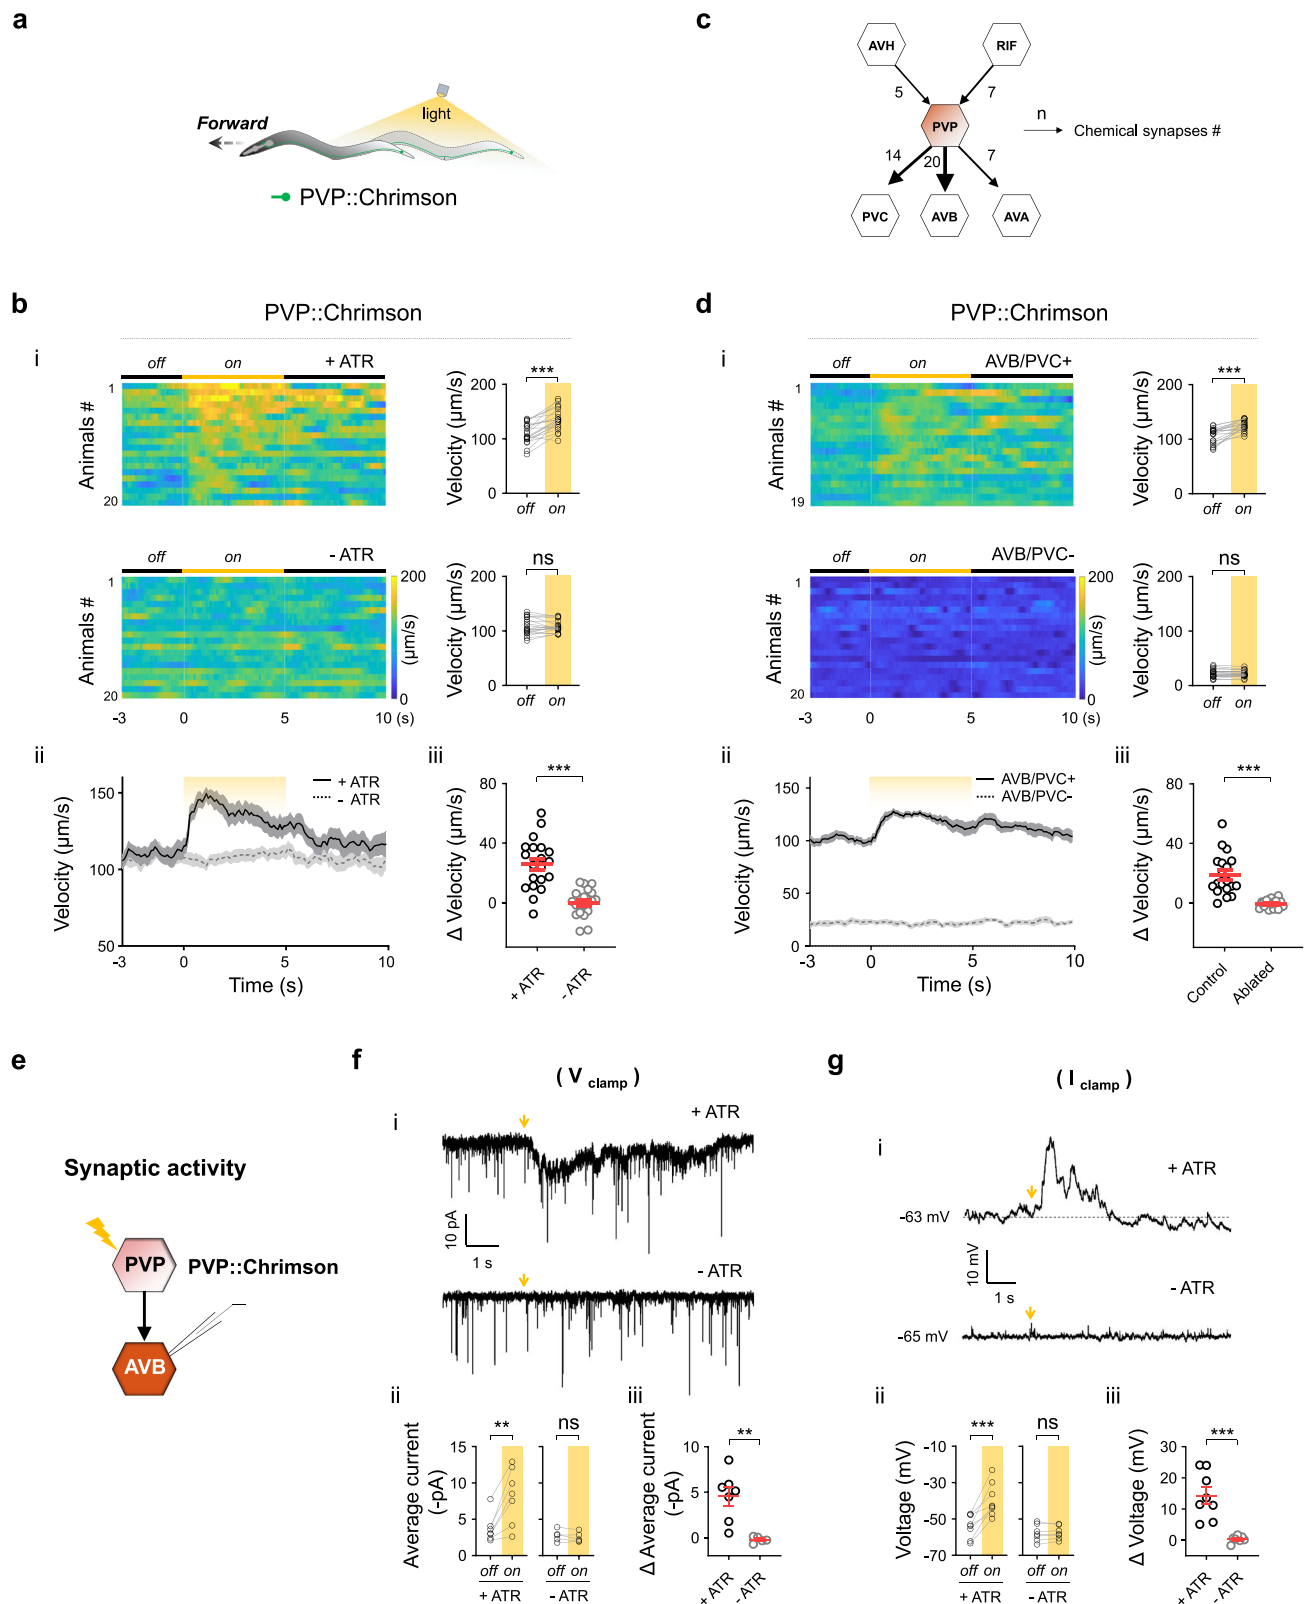 a
light
Forward
PVP::Chrimson
c
AVH
RIF
5
7
PVP
n
Chemical synapses #
14
20
7
PVC
AVB
AVA
b
PVP::Chrimson
i
off
on
+ ATR
1
Animals #
20
***
200
100
0
Velocity (µm/s)
off
on
off
on
- ATR
1
Animals #
20
-3
0
5
10 (s)
200
(µm/s)
0
ns
200
100
0
Velocity (µm/s)
off
on
ii
+ ATR
- ATR
150
100
50
Velocity (µm/s)
-3
0
5
10
Time (s)
iii
***
80
40
0
Δ Velocity (µm/s)
+ ATR
- ATR
d
PVP::Chrimson
i
off
on
AVB/PVC+
1
Animals #
19
***
200
100
0
Velocity (µm/s)
off
on
off
on
AVB/PVC-
1
Animals #
20
-3
0
5
10 (s)
200
(µm/s)
0
ns
200
100
0
Velocity (µm/s)
off
on
ii
AVB/PVC+
AVB/PVC-
150
100
50
0
Velocity (µm/s)
-3
0
5
10
Time (s)
iii
***
80
40
0
Δ Velocity (µm/s)
Control
Ablated
e
Synaptic activity
PVP
PVP::Chrimson
AVB
f
( V clamp )
i
+ ATR
10 pA
1 s
- ATR
ii
**
ns
15
10
5
0
Average current
(-pA)
off on
off on
+ ATR
- ATR
iii
**
10
5
0
Δ Average current
(-pA)
+ ATR
- ATR
g
( I clamp )
i
+ ATR
-63 mV
10 mV
1 s
- ATR
-65 mV
ii
***
ns
-10
-30
-50
-70
Voltage (mV)
off on
off on
+ ATR
- ATR
iii
***
30
20
10
0
Δ Voltage (mV)
+ ATR
- ATR